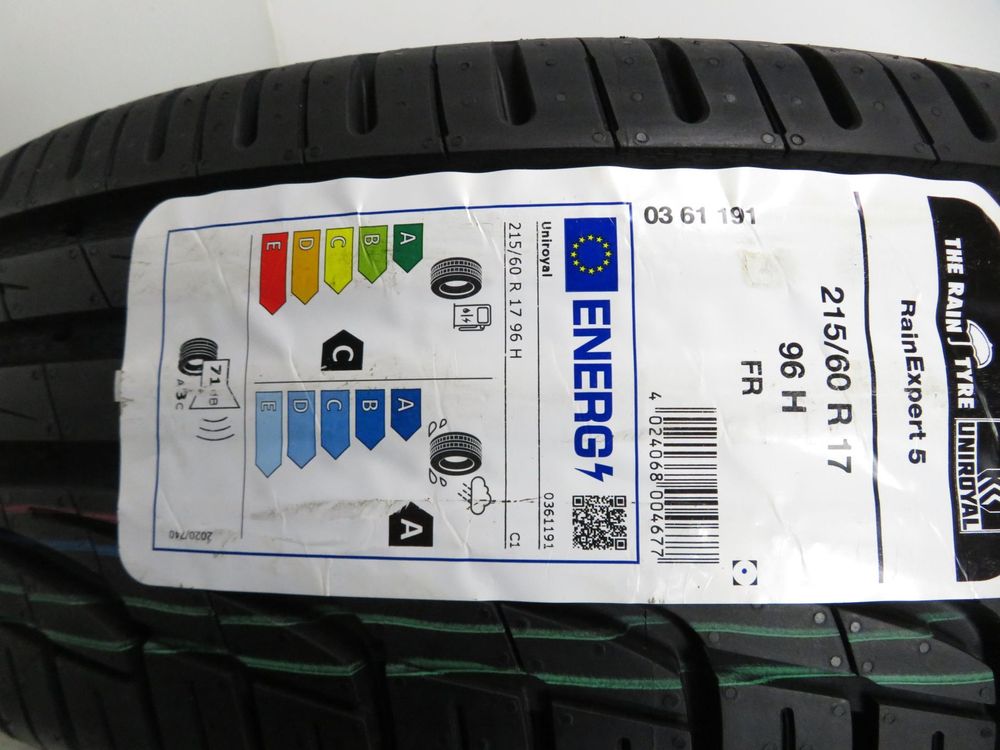 THE RAIN TYRE
UNIROYAL
RainExpert 5
215/60 R 17
96 H
FR
03 61 191
4 024068 004677
ENERG
Uniroyal
0361191
215/60 R 17 96 H
C1
A
B
C
D
E
C
A
B
C
D
E
A
71 dB
ABC
2020/740